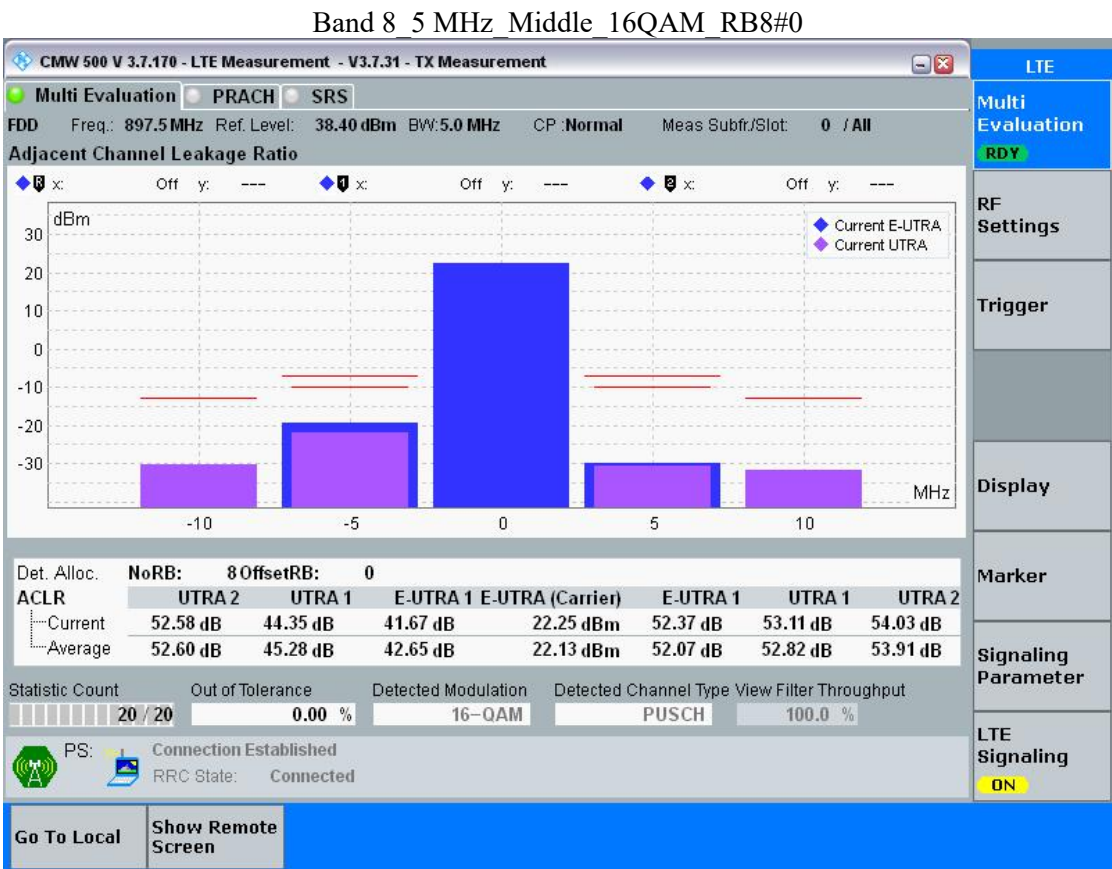 Band 8_5 MHz_Middle_16QAM_RB8#0
CMW 500 V 3.7.170 - LTE Measurement - V3.7.31 - TX Measurement
LTE
Multi Evaluation PRACH SRS
Multi
Evaluation
RDY
FDD Freq.: 897.5 MHz Ref. Level: 38.40 dBm BW:5.0 MHz CP :Normal Meas Subfr./Slot: 0 / All
Adjacent Channel Leakage Ratio
R x: Off y: --- 1 x: Off y: --- 2 x: Off y: ---
RF
Settings
dBm
Current E-UTRA
Current UTRA
30
20
10
0
-10
-20
-30
MHz
-10 -5 0 5 10
Trigger
Display
Marker
Det. Alloc. NoRB: 8 OffsetRB: 0
ACLR UTRA 2 UTRA 1 E-UTRA 1 E-UTRA (Carrier) E-UTRA 1 UTRA 1 UTRA 2
Current 52.58 dB 44.35 dB 41.67 dB 22.25 dBm 52.37 dB 53.11 dB 54.03 dB
Average 52.60 dB 45.28 dB 42.65 dB 22.13 dBm 52.07 dB 52.82 dB 53.91 dB
Signaling
Parameter
Statistic Count Out of Tolerance Detected Modulation Detected Channel Type View Filter Throughput
20 / 20 0.00 % 16-QAM PUSCH 100.0 %
LTE
Signaling
ON
PS: Connection Established
RRC State: Connected
Go To Local
Show Remote
Screen